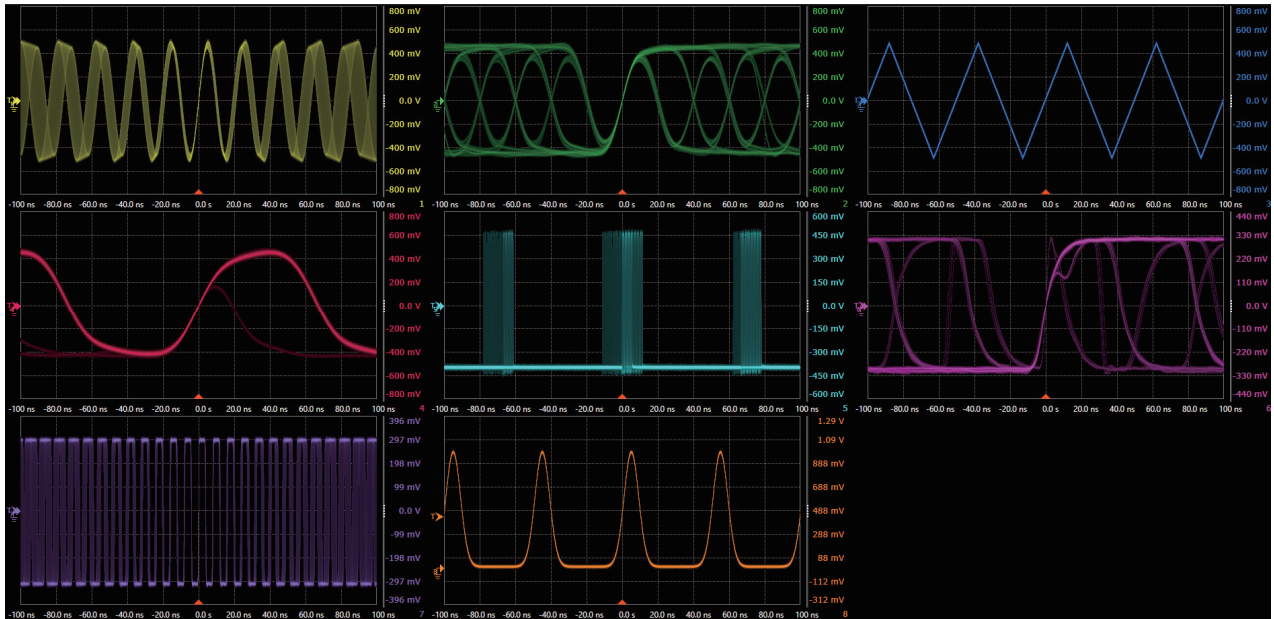 800 mV
600 mV
400 mV
200 mV
0.0 V
-200 mV
-400 mV
-600 mV
-800 mV
1
-100 ns -80.0 ns -60.0 ns -40.0 ns -20.0 ns 0.0 s 20.0 ns 40.0 ns 60.0 ns 80.0 ns 100 ns
800 mV
600 mV
400 mV
200 mV
0.0 V
-200 mV
-400 mV
-600 mV
-800 mV
2
-100 ns -80.0 ns -60.0 ns -40.0 ns -20.0 ns 0.0 s 20.0 ns 40.0 ns 60.0 ns 80.0 ns 100 ns
800 mV
600 mV
400 mV
200 mV
0.0 V
-200 mV
-400 mV
-600 mV
-800 mV
3
-100 ns -80.0 ns -60.0 ns -40.0 ns -20.0 ns 0.0 s 20.0 ns 40.0 ns 60.0 ns 80.0 ns 100 ns
800 mV
600 mV
400 mV
200 mV
0.0 V
-200 mV
-400 mV
-600 mV
-800 mV
4
-100 ns -80.0 ns -60.0 ns -40.0 ns -20.0 ns 0.0 s 20.0 ns 40.0 ns 60.0 ns 80.0 ns 100 ns
600 mV
450 mV
300 mV
150 mV
0.0 V
-150 mV
-300 mV
-450 mV
-600 mV
5
-100 ns -80.0 ns -60.0 ns -40.0 ns -20.0 ns 0.0 s 20.0 ns 40.0 ns 60.0 ns 80.0 ns 100 ns
440 mV
330 mV
220 mV
110 mV
0.0 V
-110 mV
-220 mV
-330 mV
-440 mV
6
-100 ns -80.0 ns -60.0 ns -40.0 ns -20.0 ns 0.0 s 20.0 ns 40.0 ns 60.0 ns 80.0 ns 100 ns
396 mV
297 mV
198 mV
99 mV
0.0 V
-99 mV
-198 mV
-297 mV
-396 mV
7
-100 ns -80.0 ns -60.0 ns -40.0 ns -20.0 ns 0.0 s 20.0 ns 40.0 ns 60.0 ns 80.0 ns 100 ns
1.29 V
1.09 V
888 mV
688 mV
488 mV
288 mV
88 mV
-112 mV
-312 mV
8
-100 ns -80.0 ns -60.0 ns -40.0 ns -20.0 ns 0.0 s 20.0 ns 40.0 ns 60.0 ns 80.0 ns 100 ns